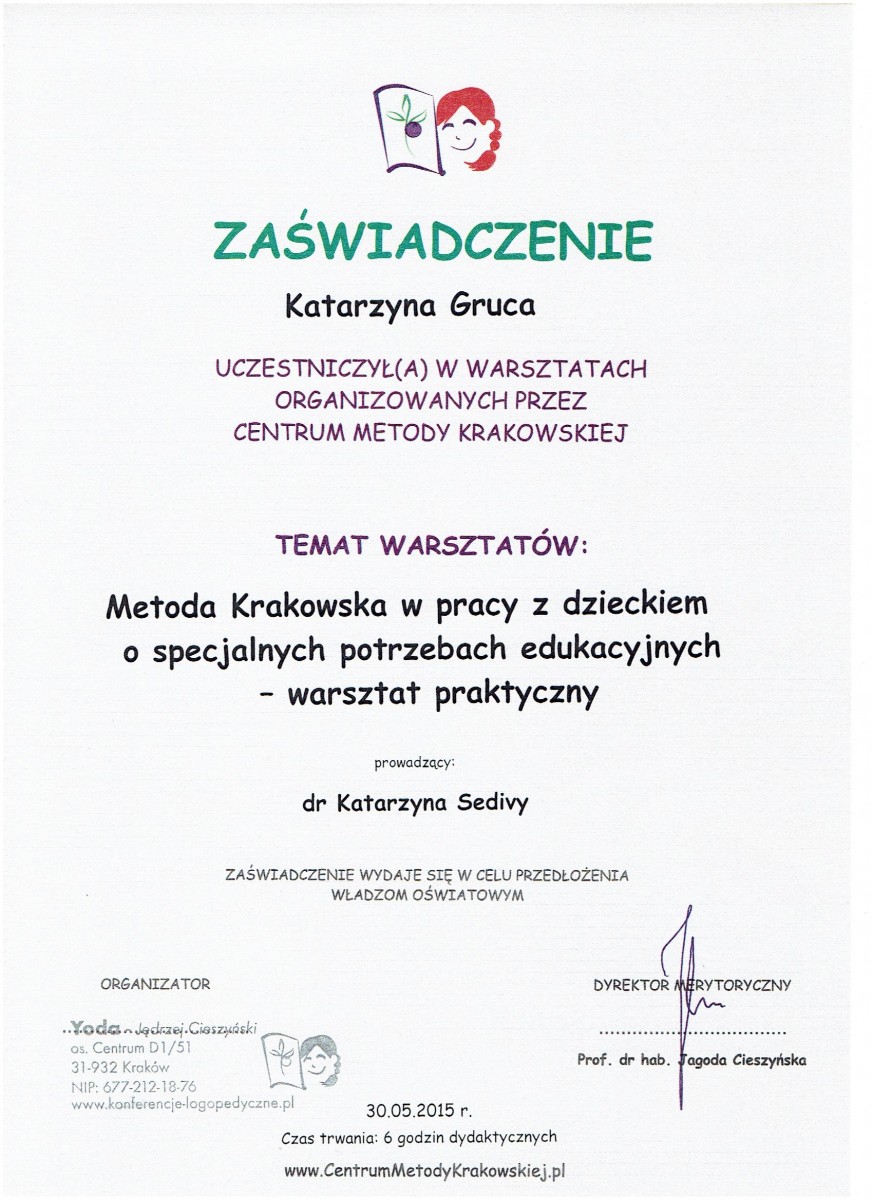 ZAŚWIADCZENIE
Katarzyna Gruca
UCZESTNICZYŁ(A) W WARSZTATACH
ORGANIZOWANYCH PRZEZ
CENTRUM METODY KRAKOWSKIEJ
TEMAT WARSZTATÓW:
Metoda Krakowska w pracy z dzieckiem
o specjalnych potrzebach edukacyjnych
– warsztat praktyczny
prowadzący:
dr Katarzyna Sedivy
ZAŚWIADCZENIE WYDAJE SIĘ W CELU PRZEDŁOŻENIA
WŁADZOM OŚWIATOWYM
ORGANIZATOR
Yoda - Jędrzej Cieszyński
os. Centrum D1/51
31-932 Kraków
NIP: 677-212-18-76
www.konferencje-logopedyczne.pl
DYREKTOR MERYTORYCZNY
Prof. dr hab. Jagoda Cieszyńska
30.05.2015 r.
Czas trwania: 6 godzin dydaktycznych
www.CentrumMetodyKrakowskiej.pl